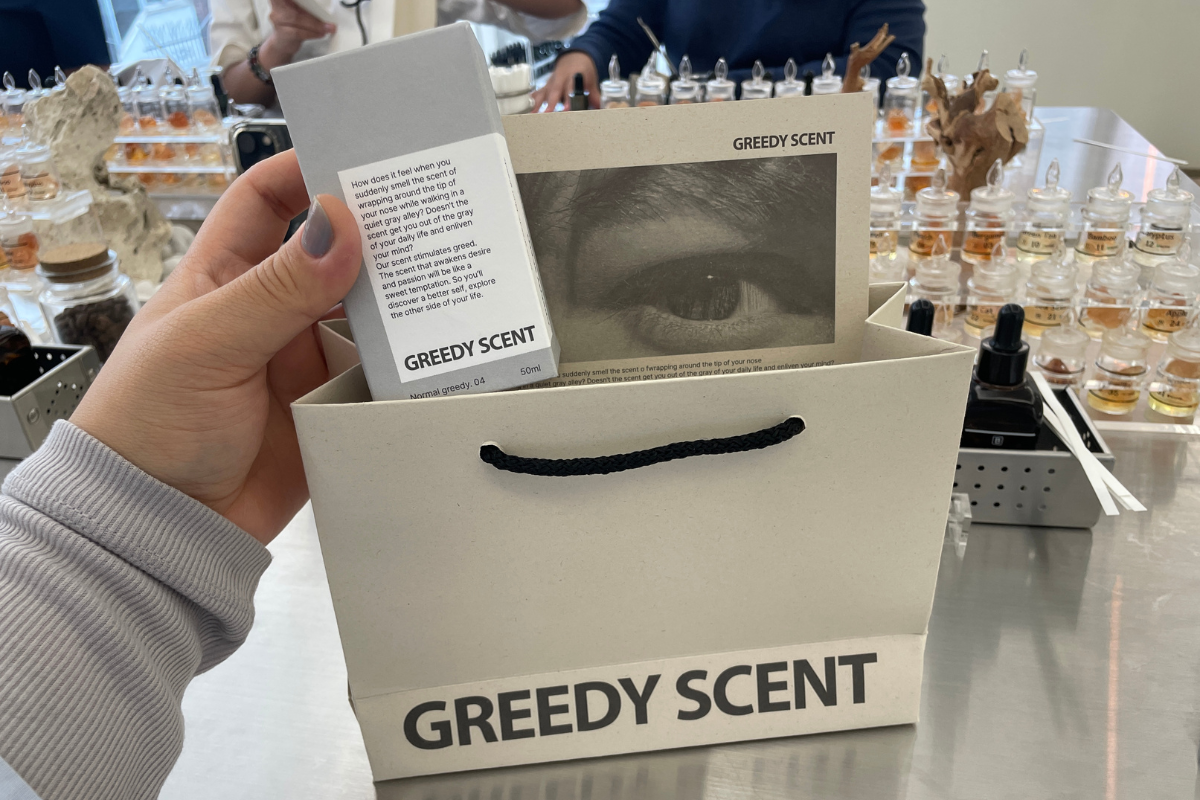 How does it feel when you
suddenly smell the scent of
wrapping around the tip of
your nose while walking in a
quiet gray alley? Doesn't the
scent get you out of the gray
of your daily life and enliven
your mind?
Our scent stimulates greed.
The scent that awakens desire
and passion will be like a
sweet temptation. So you'll
discover a better self, explore
the other side of your life.
GREEDY SCENT
Normal greedy. 04
50ml
GREEDY SCENT
suddenly smell the scent o fwrapping around the tip of your nose
quiet gray alley? Doesn't the scent get you out of the gray of your daily life and enliven your mind?
GREEDY SCENT
Bamboo
11
12
10
24